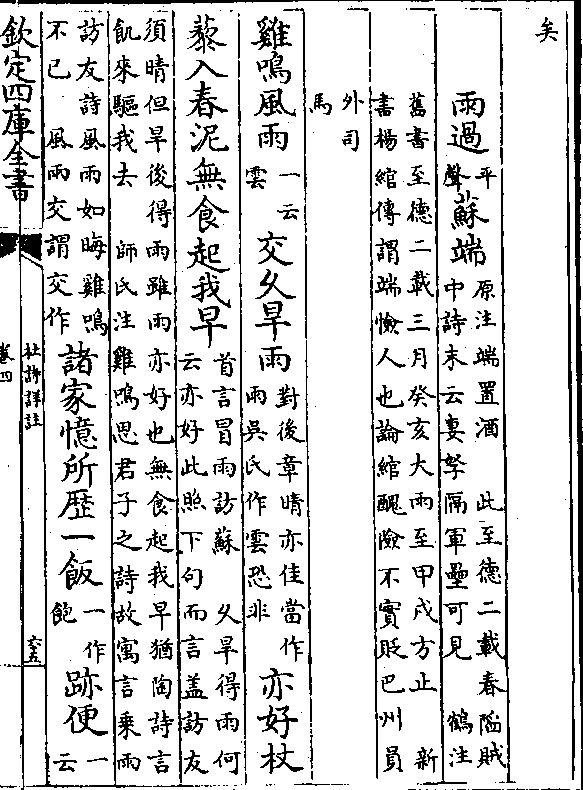 矣
雨過平聲蘇端原注端置酒 此至德二載春陷賊
中詩末云妻孥隔軍壘可見 鶴注
舊書至德二載三月癸亥大雨至甲戌方止 新
書楊綰傳謂端憸人也論綰醜險不實貶巴州員
外司
馬
雞鳴風雨一云雲交久旱雨對後章晴亦佳當作雨吳氏作雲恐非亦好杖
藜入春泥無食起我早首言冒雨訪蘇 久旱得雨何
云亦好此照下句而言盖訪友
須晴但旱後得雨雖雨亦好也無食起我早猶陶詩言
飢來驅我去 師氏注雞鳴思君子之詩故寓言乗雨
訪友詩風雨如晦雞鳴
不已 風雨交謂交作諸家憶所歴一飯一作飽跡便一云
欽定四庫全書
杜詩詳註
卷四